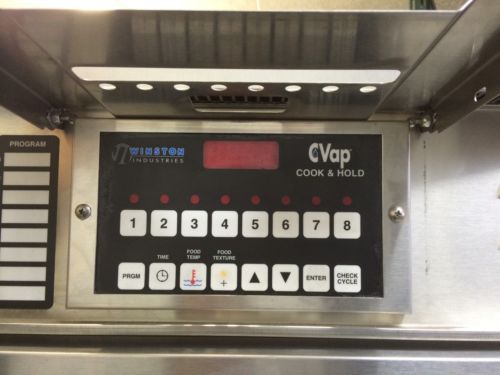 PROGRAM
WINSTON
INDUSTRIES
CVap
COOK & HOLD
1 2 3 4 5 6 7 8
TIME
FOOD
TEMP
FOOD
TEXTURE
PRGM
ENTER
CHECK
CYCLE